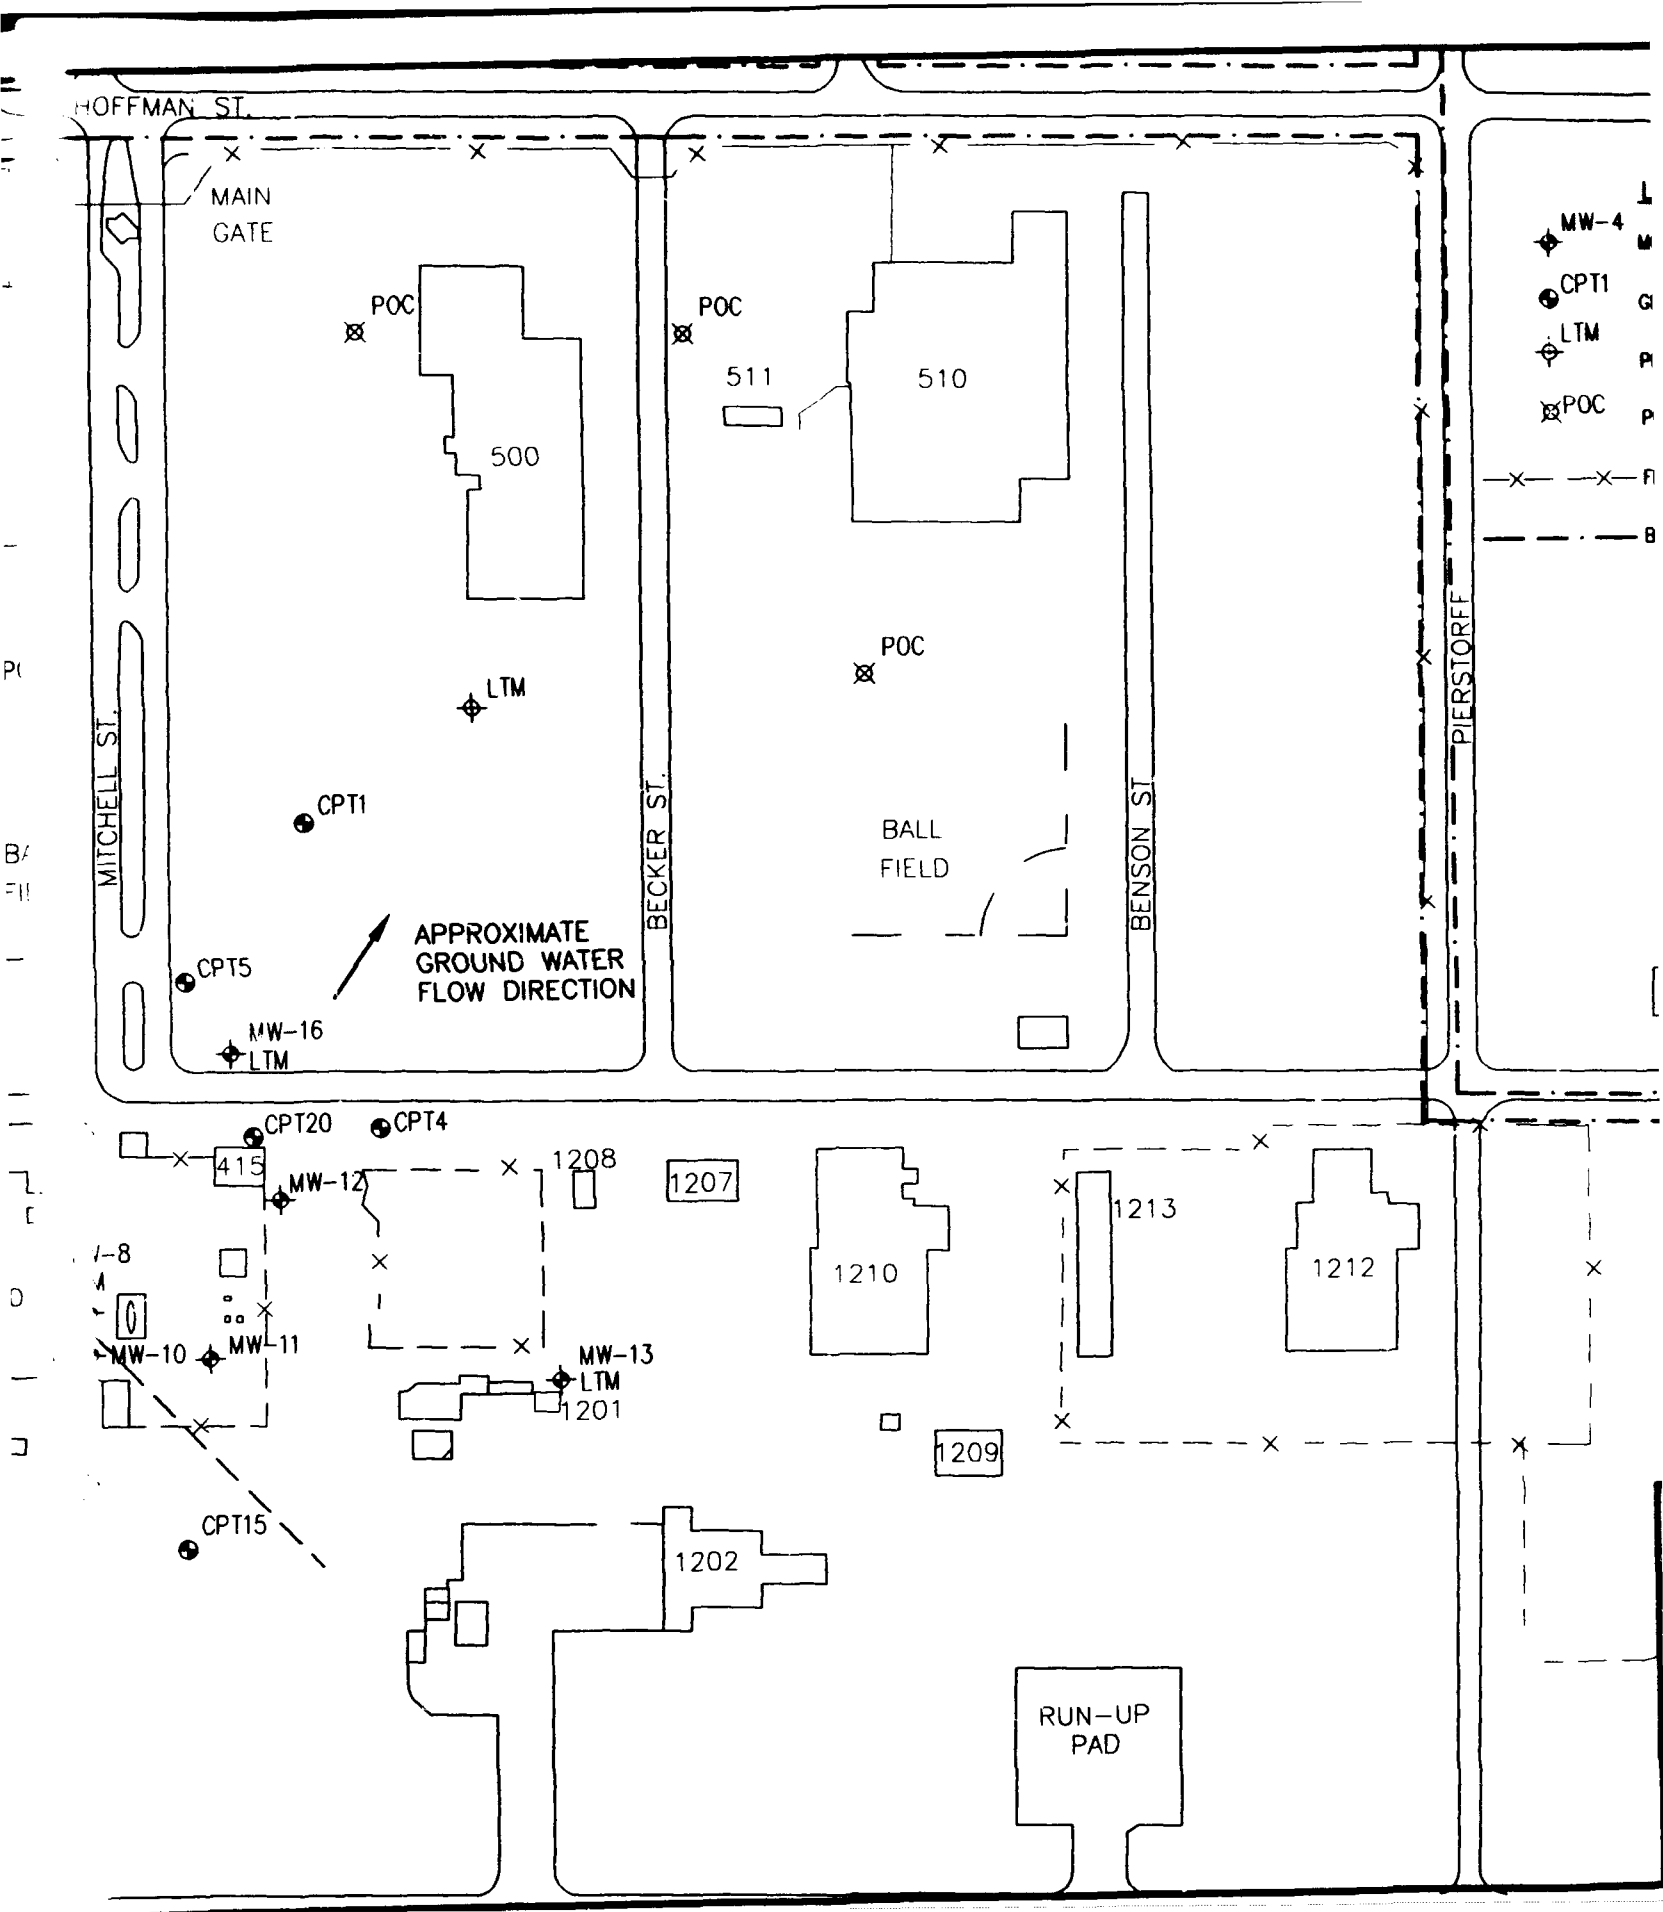 HOFFMAN ST.
MAIN
GATE
MW-4
CPT1
LTM
POC
POC
POC
511
510
500
POC
LTM
MITCHELL ST.
BECKER ST.
BENSON ST
PIERSTORFF
CPT1
BALL
FIELD
APPROXIMATE
GROUND WATER
FLOW DIRECTION
CPT5
MW-16
LTM
CPT20
CPT4
415
MW-12
1208
1207
1210
1213
1212
MW-10
MW-11
MW-13
LTM
1201
1209
CPT15
1202
RUN-UP
PAD